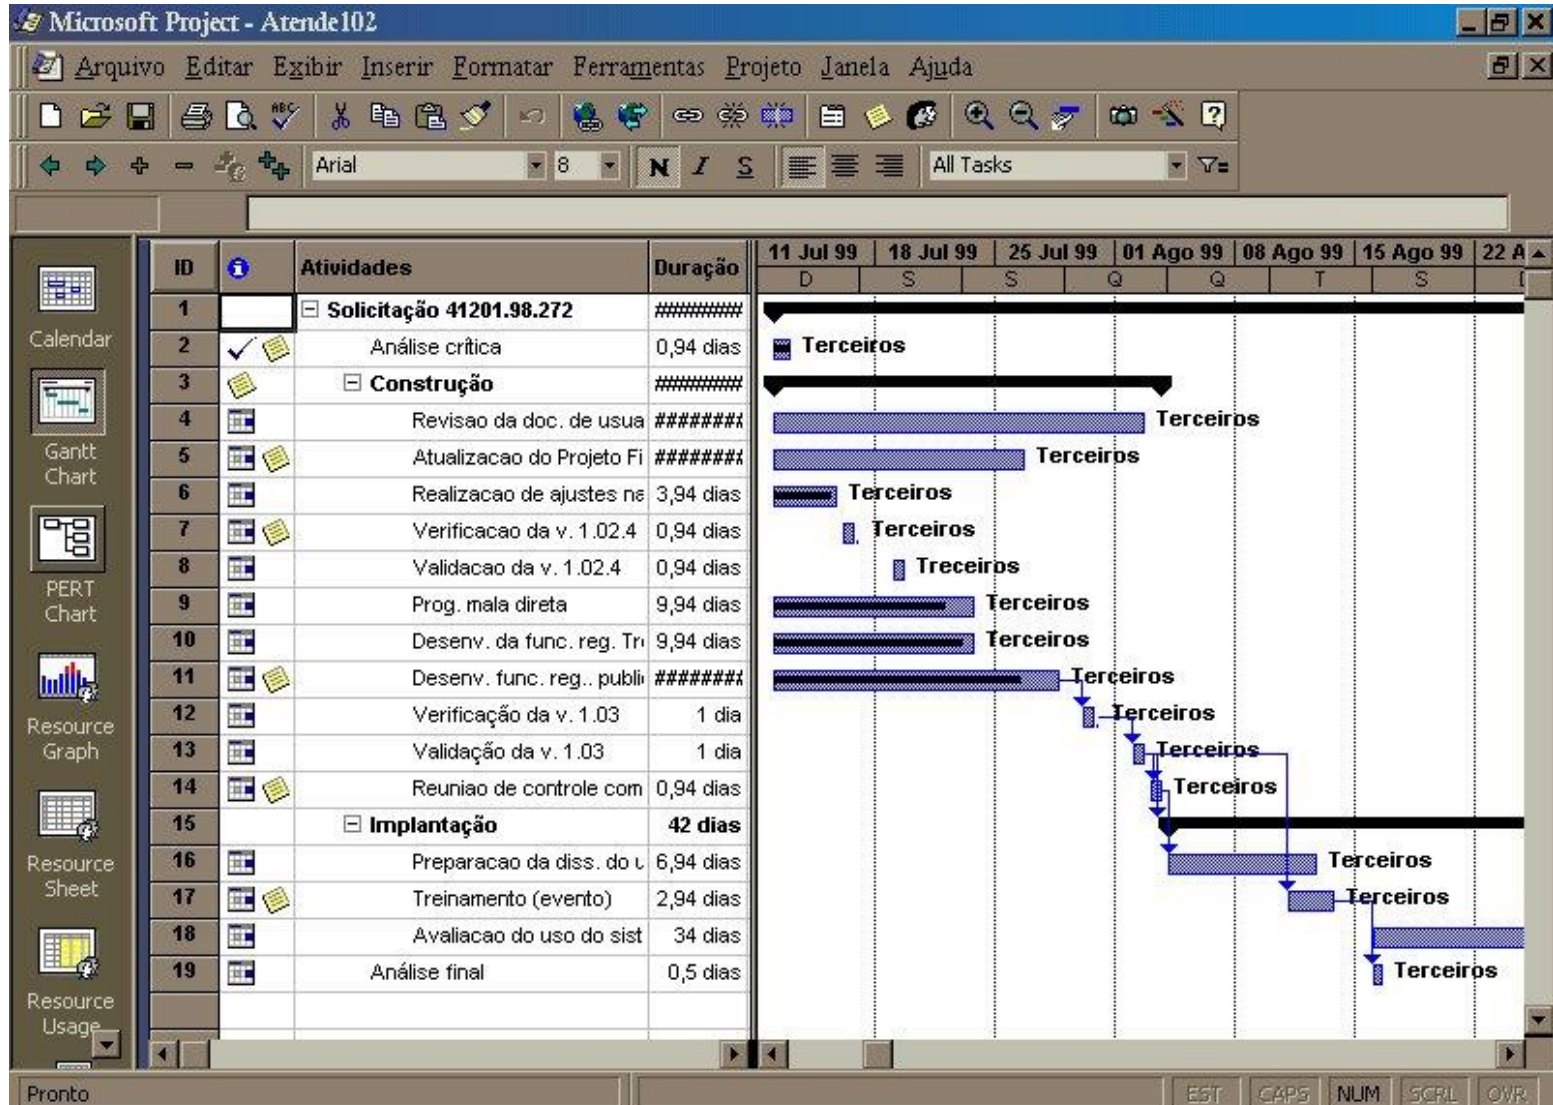 Microsoft Project - Atende102
Arquivo Editar Exibir Inserir Formatar Ferramentas Projeto Janela Ajuda
ABC
Arial 8 N I S All Tasks
ID Atividades Duração 11 Jul 99 18 Jul 99 25 Jul 99 01 Ago 99 08 Ago 99 15 Ago 99 22 A
D S S Q Q T S
1 Solicitação 41201.98.272 #########
2 Análise crítica 0,94 dias Terceiros
3 Construção #########
4 Revisao da doc. de usua ######## Terceiros
5 Atualizacao do Projeto Fi ######## Terceiros
6 Realizacao de ajustes na 3,94 dias Terceiros
7 Verificacao da v. 1.02.4 0,94 dias Terceiros
8 Validacao da v. 1.02.4 0,94 dias Treceiros
9 Prog. mala direta 9,94 dias Terceiros
10 Desenv. da func. reg. Tr 9,94 dias Terceiros
11 Desenv. func. reg.. publi ######## Terceiros
12 Verificação da v. 1.03 1 dia Terceiros
13 Validação da v. 1.03 1 dia Terceiros
14 Reuniao de controle com 0,94 dias Terceiros
15 Implantação 42 dias
16 Preparacao da diss. do u 6,94 dias Terceiros
17 Treinamento (evento) 2,94 dias Terceiros
18 Avaliacao do uso do sist 34 dias
19 Análise final 0,5 dias Terceiros
Calendar
Gantt
Chart
PERT
Chart
Resource
Graph
Resource
Sheet
Resource
Usage
Pronto EST CAPS NUM SCRL OVR